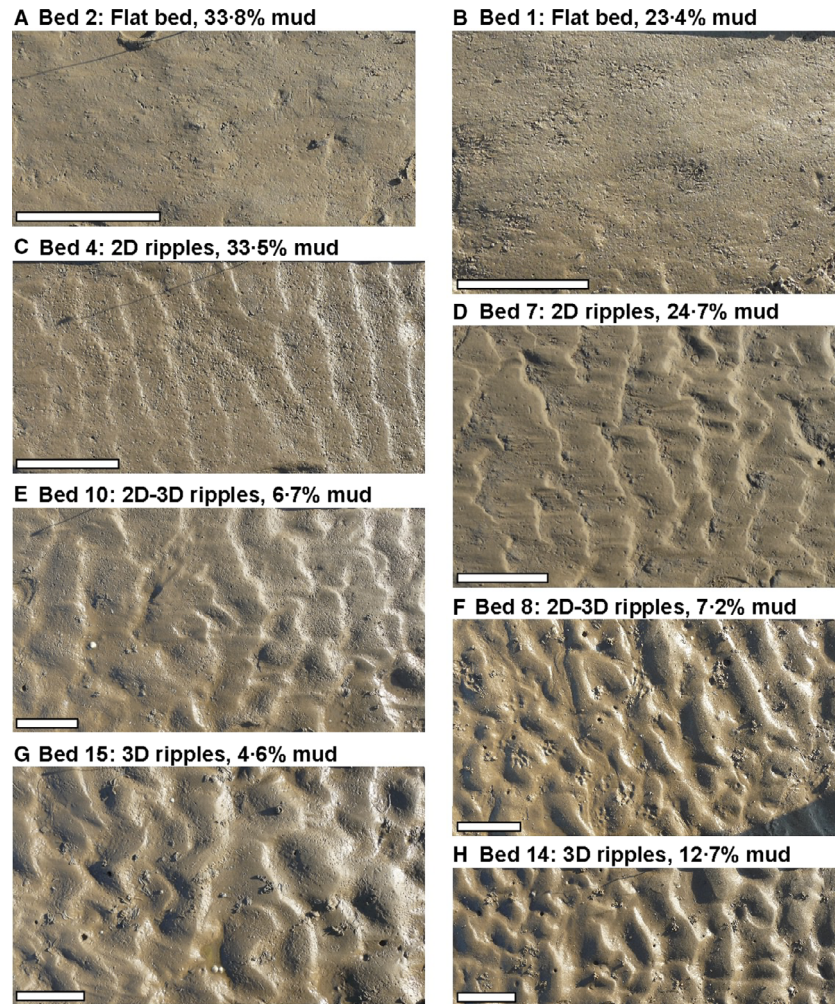 A Bed 2: Flat bed, 33·8% mud
B Bed 1: Flat bed, 23·4% mud
C Bed 4: 2D ripples, 33·5% mud
D Bed 7: 2D ripples, 24·7% mud
E Bed 10: 2D-3D ripples, 6·7% mud
F Bed 8: 2D-3D ripples, 7·2% mud
G Bed 15: 3D ripples, 4·6% mud
H Bed 14: 3D ripples, 12·7% mud